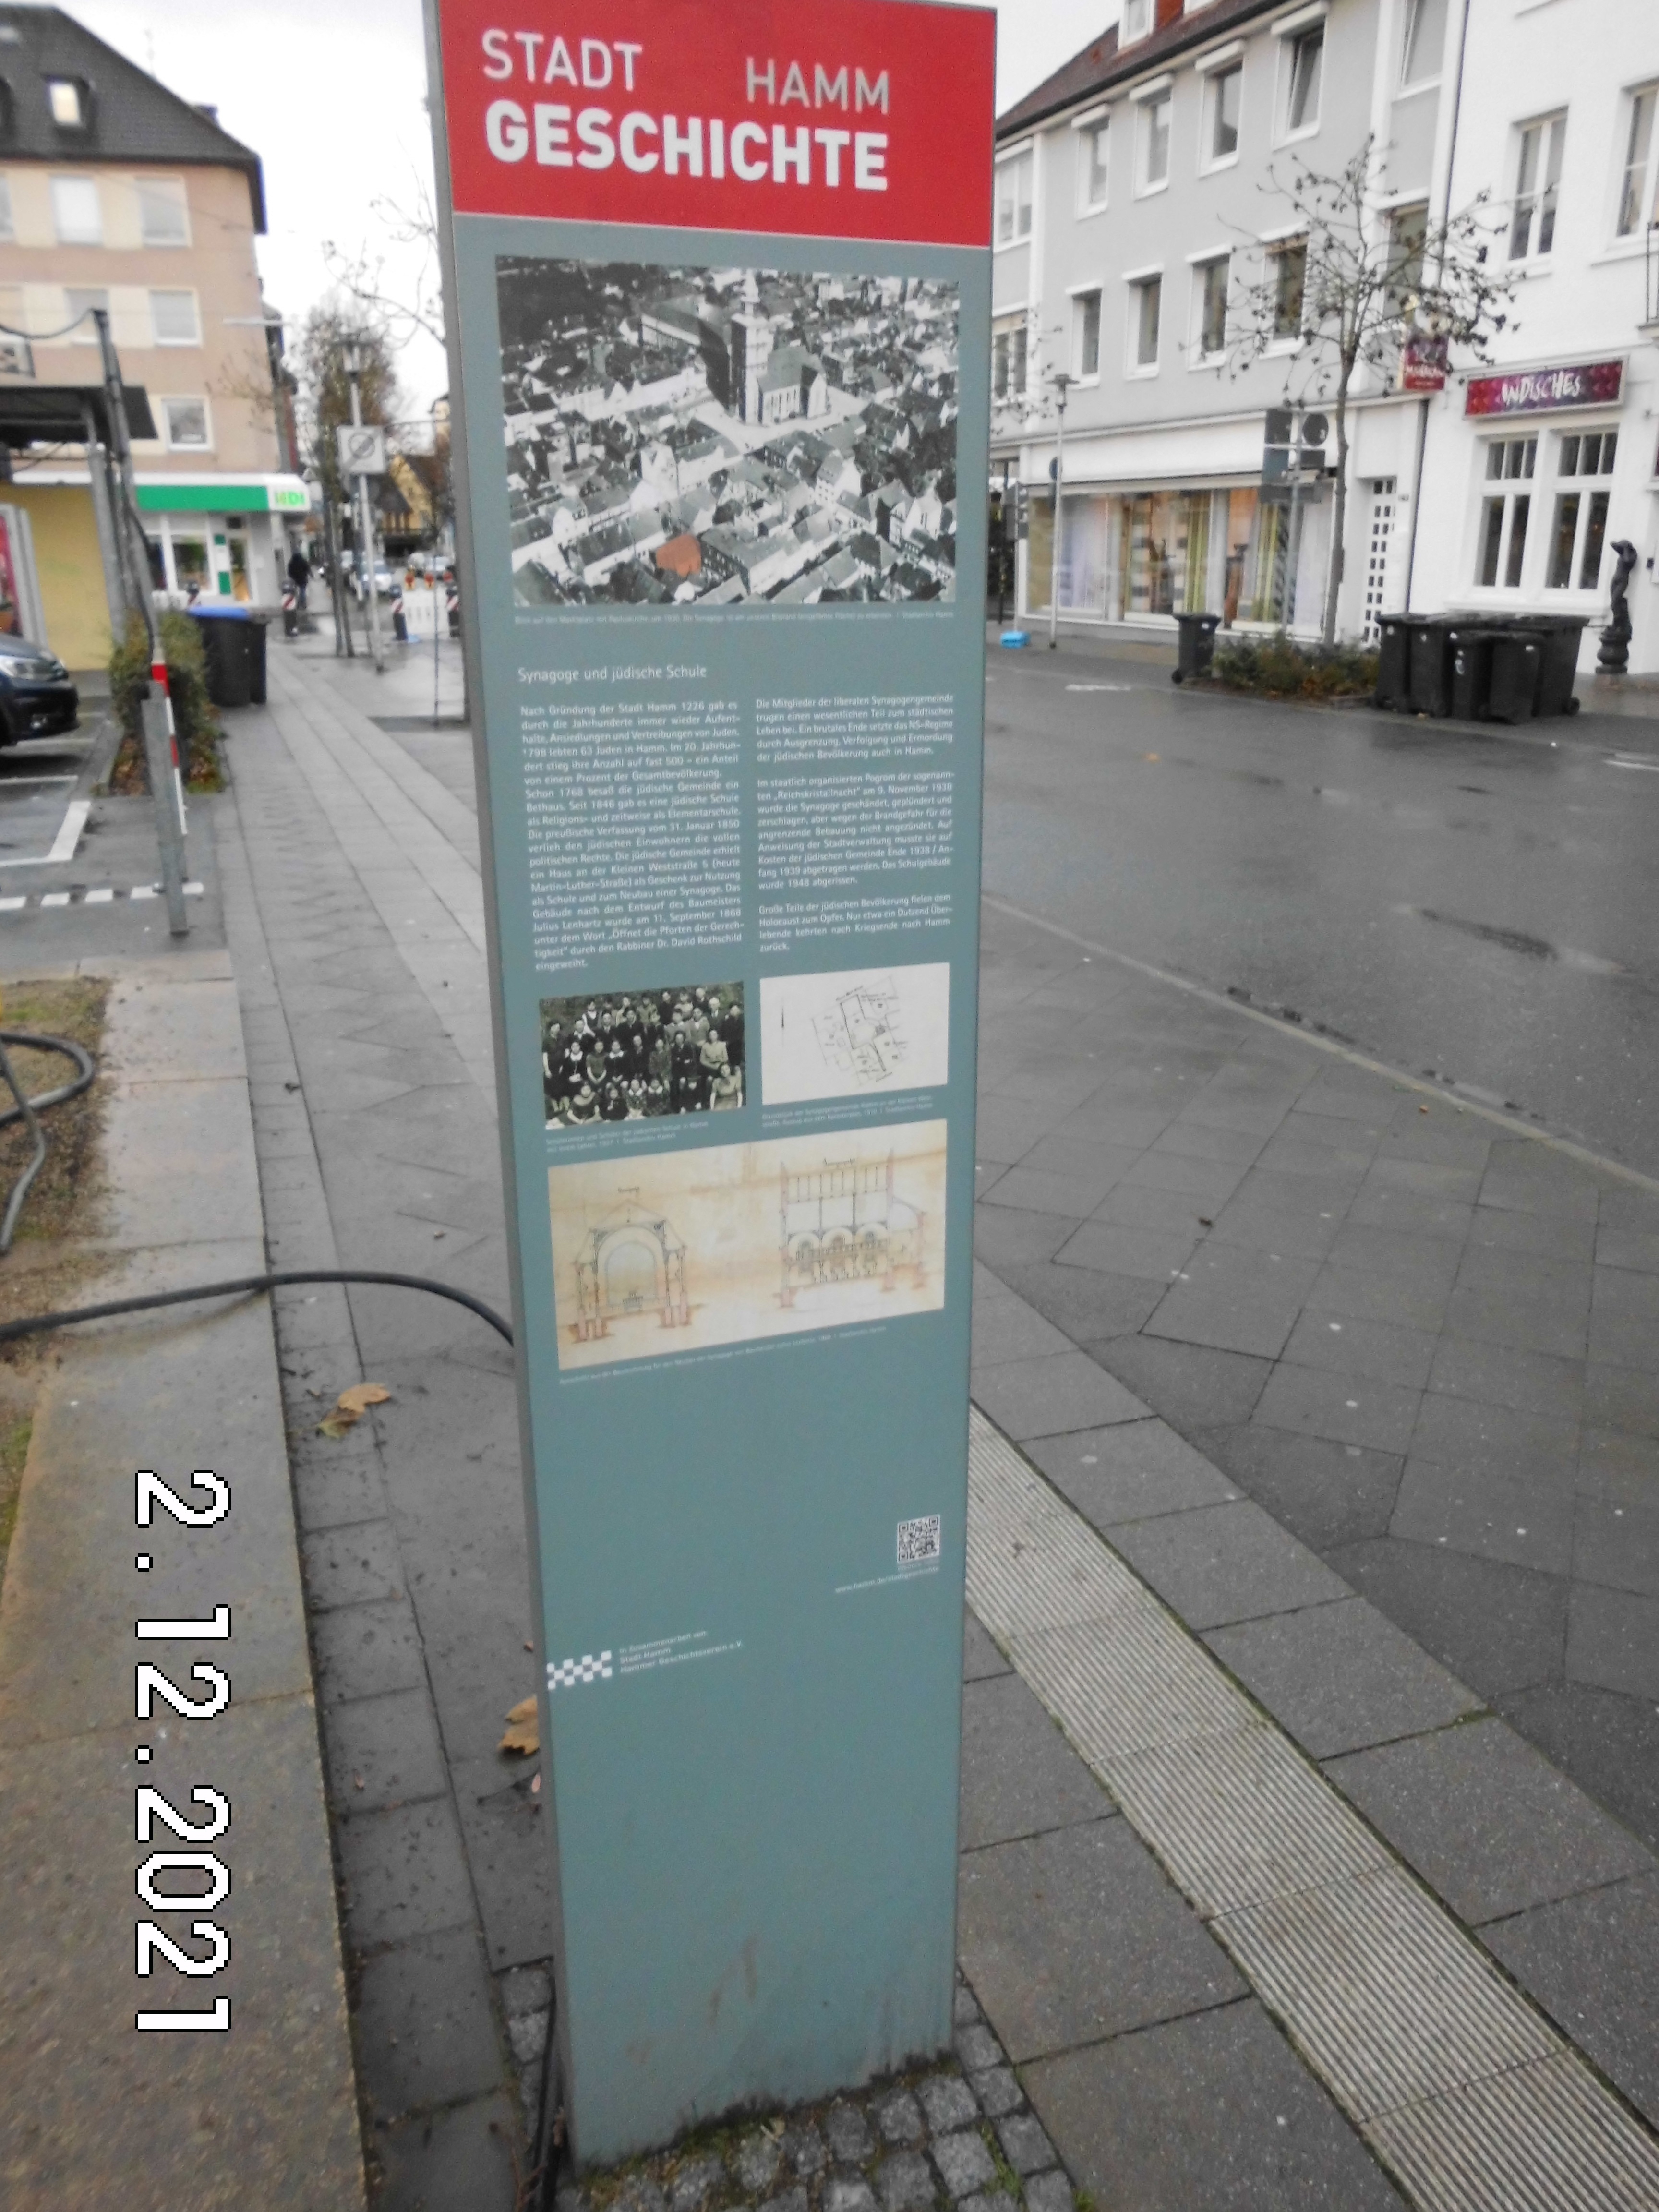 STADT HAMM
GESCHICHTE
Synagoge und jüdische Schule
Nach Gründung der Stadt Hamm 1226 gab es
durch die Jahrhunderte immer wieder Aufent-
halte, Ansiedlungen und Vertreibungen von Juden.
1798 lebten 63 Juden in Hamm. Im 20. Jahrhun-
dert stieg ihre Anzahl auf fast 500 – ein Anteil
von einem Prozent der Gesamtbevölkerung.
Schon 1768 besaß die jüdische Gemeinde ein
Bethaus. Seit 1846 gab es eine jüdische Schule
als Religions- und zeitweise als Elementarschule.
Die preußische Verfassung vom 31. Januar 1850
verlieh den jüdischen Einwohnern die vollen
politischen Rechte. Die jüdische Gemeinde erhielt
ein Haus an der Kleinen Weststraße 5 (heute
Martin-Luther-Straße) als Geschenk zur Nutzung
als Schule und zum Neubau einer Synagoge. Das
Gebäude nach dem Entwurf des Baumeisters
Julius Lenhartz wurde am 11. September 1868
unter dem Wort „Öffnet die Pforten der Gerech-
tigkeit“ durch den Rabbiner Dr. David Rothschild
eingeweiht.
Die Mitglieder der liberalen Synagogengemeinde
trugen einen wesentlichen Teil zum städtischen
Leben bei. Ein brutales Ende setzte das NS-Regime
durch Ausgrenzung, Verfolgung und Ermordung
der jüdischen Bevölkerung auch in Hamm.
Im staatlich organisierten Pogrom der sogenann-
ten „Reichskristallnacht“ am 9. November 1938
wurde die Synagoge geschändet, geplündert und
zerschlagen, aber wegen der Brandgefahr für die
angrenzende Bebauung nicht angezündet. Auf
Anweisung der Stadtverwaltung musste sie auf
Kosten der jüdischen Gemeinde Ende 1938 / An-
fang 1939 abgetragen werden. Das Schulgebäude
wurde 1948 abgerissen.
Große Teile der jüdischen Bevölkerung fielen dem
Holocaust zum Opfer. Nur etwa ein Dutzend Über-
lebende kehrten nach Kriegsende nach Hamm
zurück.
www.hamm.de/stadtgeschichte
In Zusammenarbeit von:
Stadt Hamm
Hammer Geschichtsverein e.V.
INDISCHES
HDI
2.12.2021